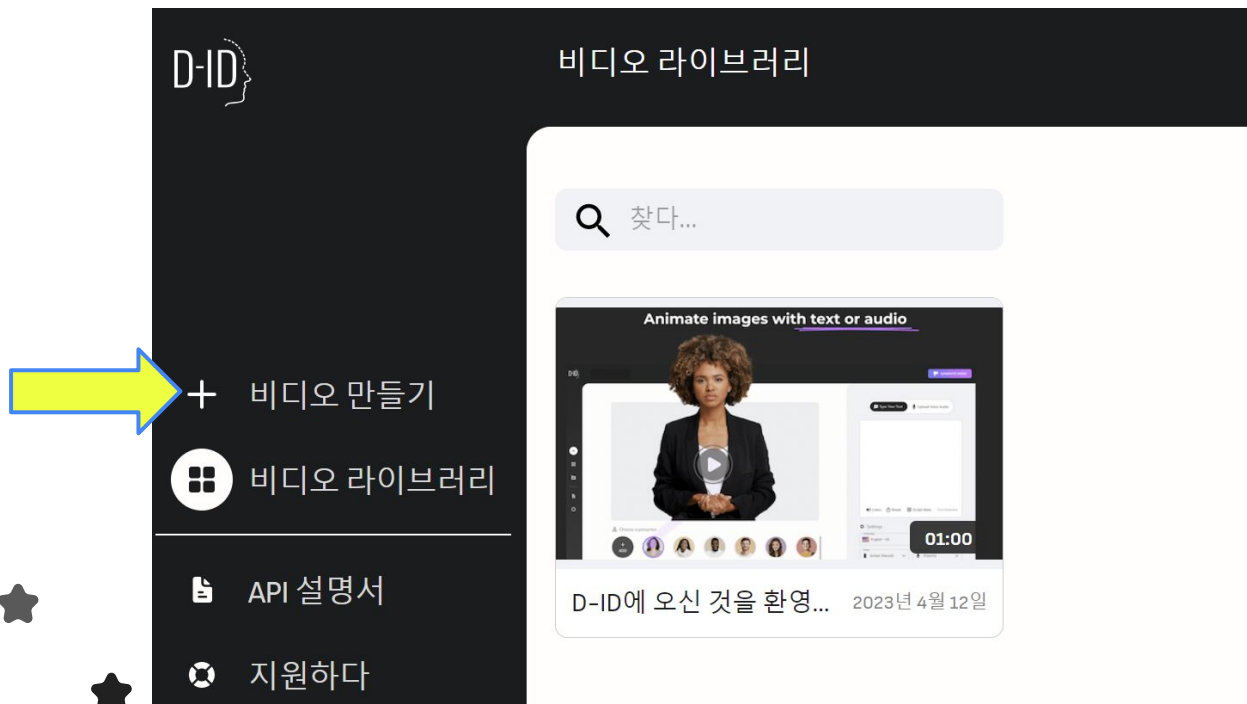 D-ID
비디오 라이브러리
찾다...
Animate images with text or audio
비디오 만들기
비디오 라이브러리
01:00
D-ID에 오신 것을 환영... 2023년 4월 12일
API 설명서
지원하다